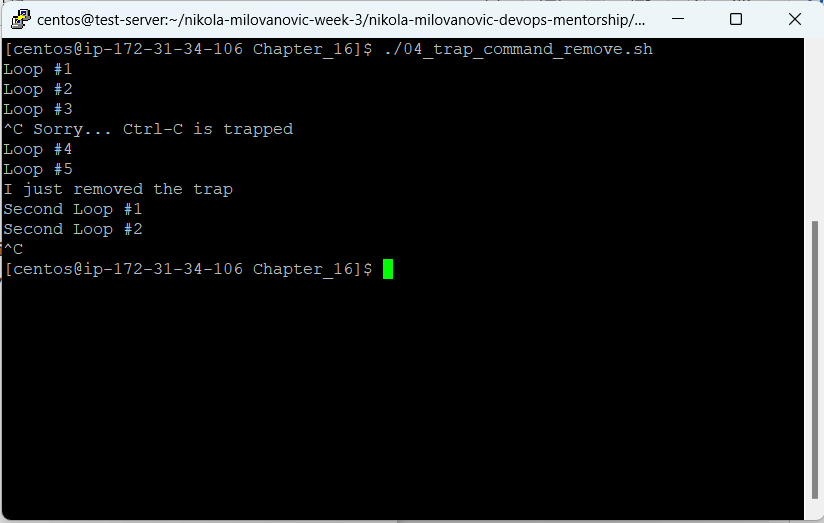 centos@test-server:~/nikola-milovanovic-week-3/nikola-milovanovic-devops-mentorship/...
[centos@ip-172-31-34-106 Chapter_16]$ ./04_trap_command_remove.sh
Loop #1
Loop #2
Loop #3
^C Sorry... Ctrl-C is trapped
Loop #4
Loop #5
I just removed the trap
Second Loop #1
Second Loop #2
^C
[centos@ip-172-31-34-106 Chapter_16]$